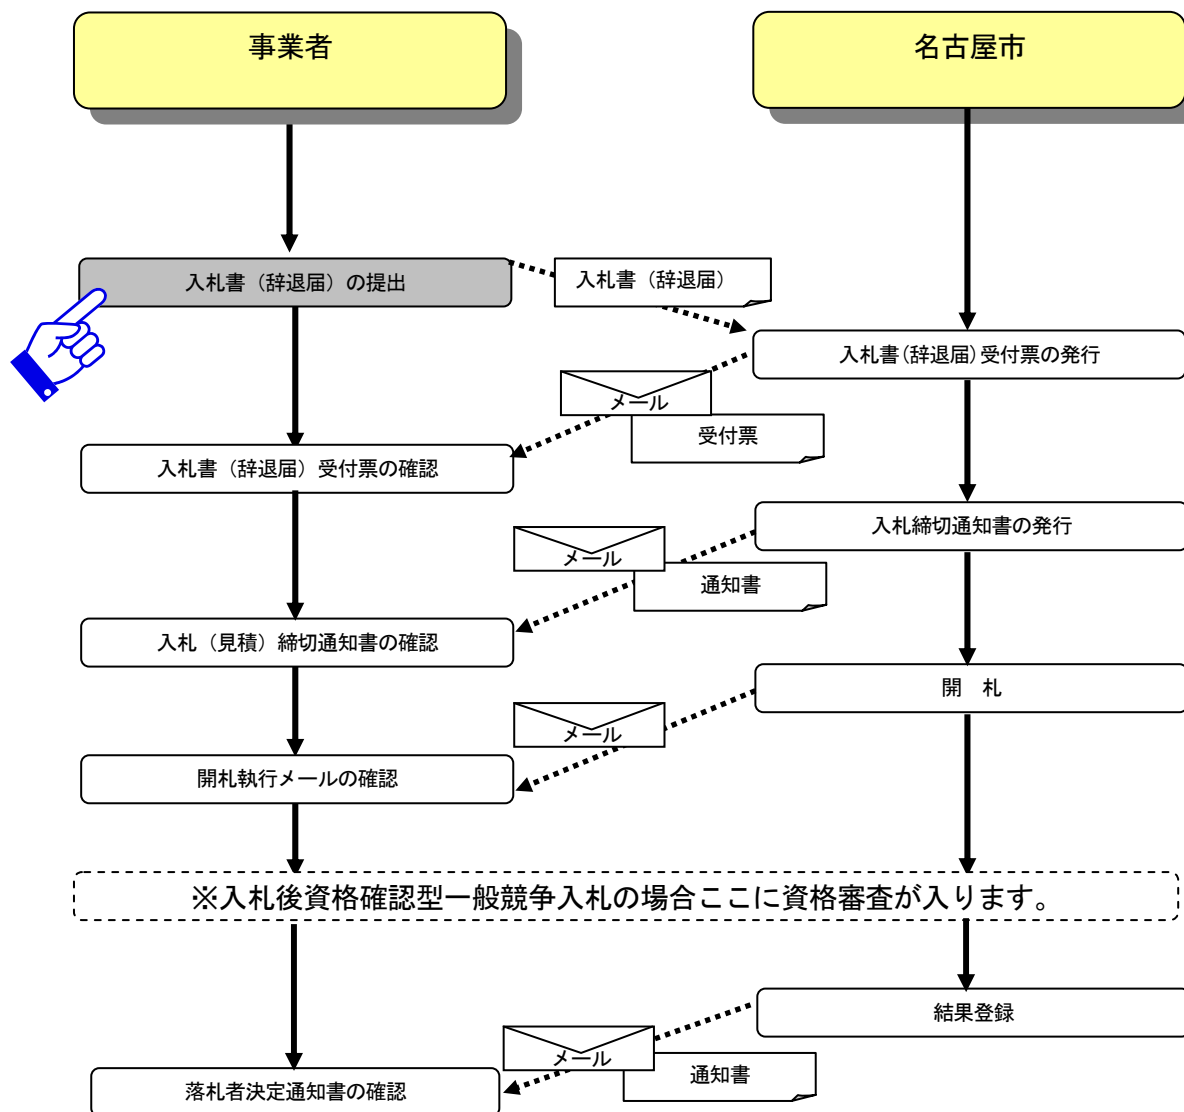 事業者
名古屋市
入札書（辞退届）の提出
入札書（辞退届）
入札書(辞退届)受付票の発行
メール
受付票
入札書（辞退届）受付票の確認
入札締切通知書の発行
メール
通知書
入札（見積）締切通知書の確認
開　札
メール
開札執行メールの確認
※入札後資格確認型一般競争入札の場合ここに資格審査が入ります。
結果登録
メール
通知書
落札者決定通知書の確認